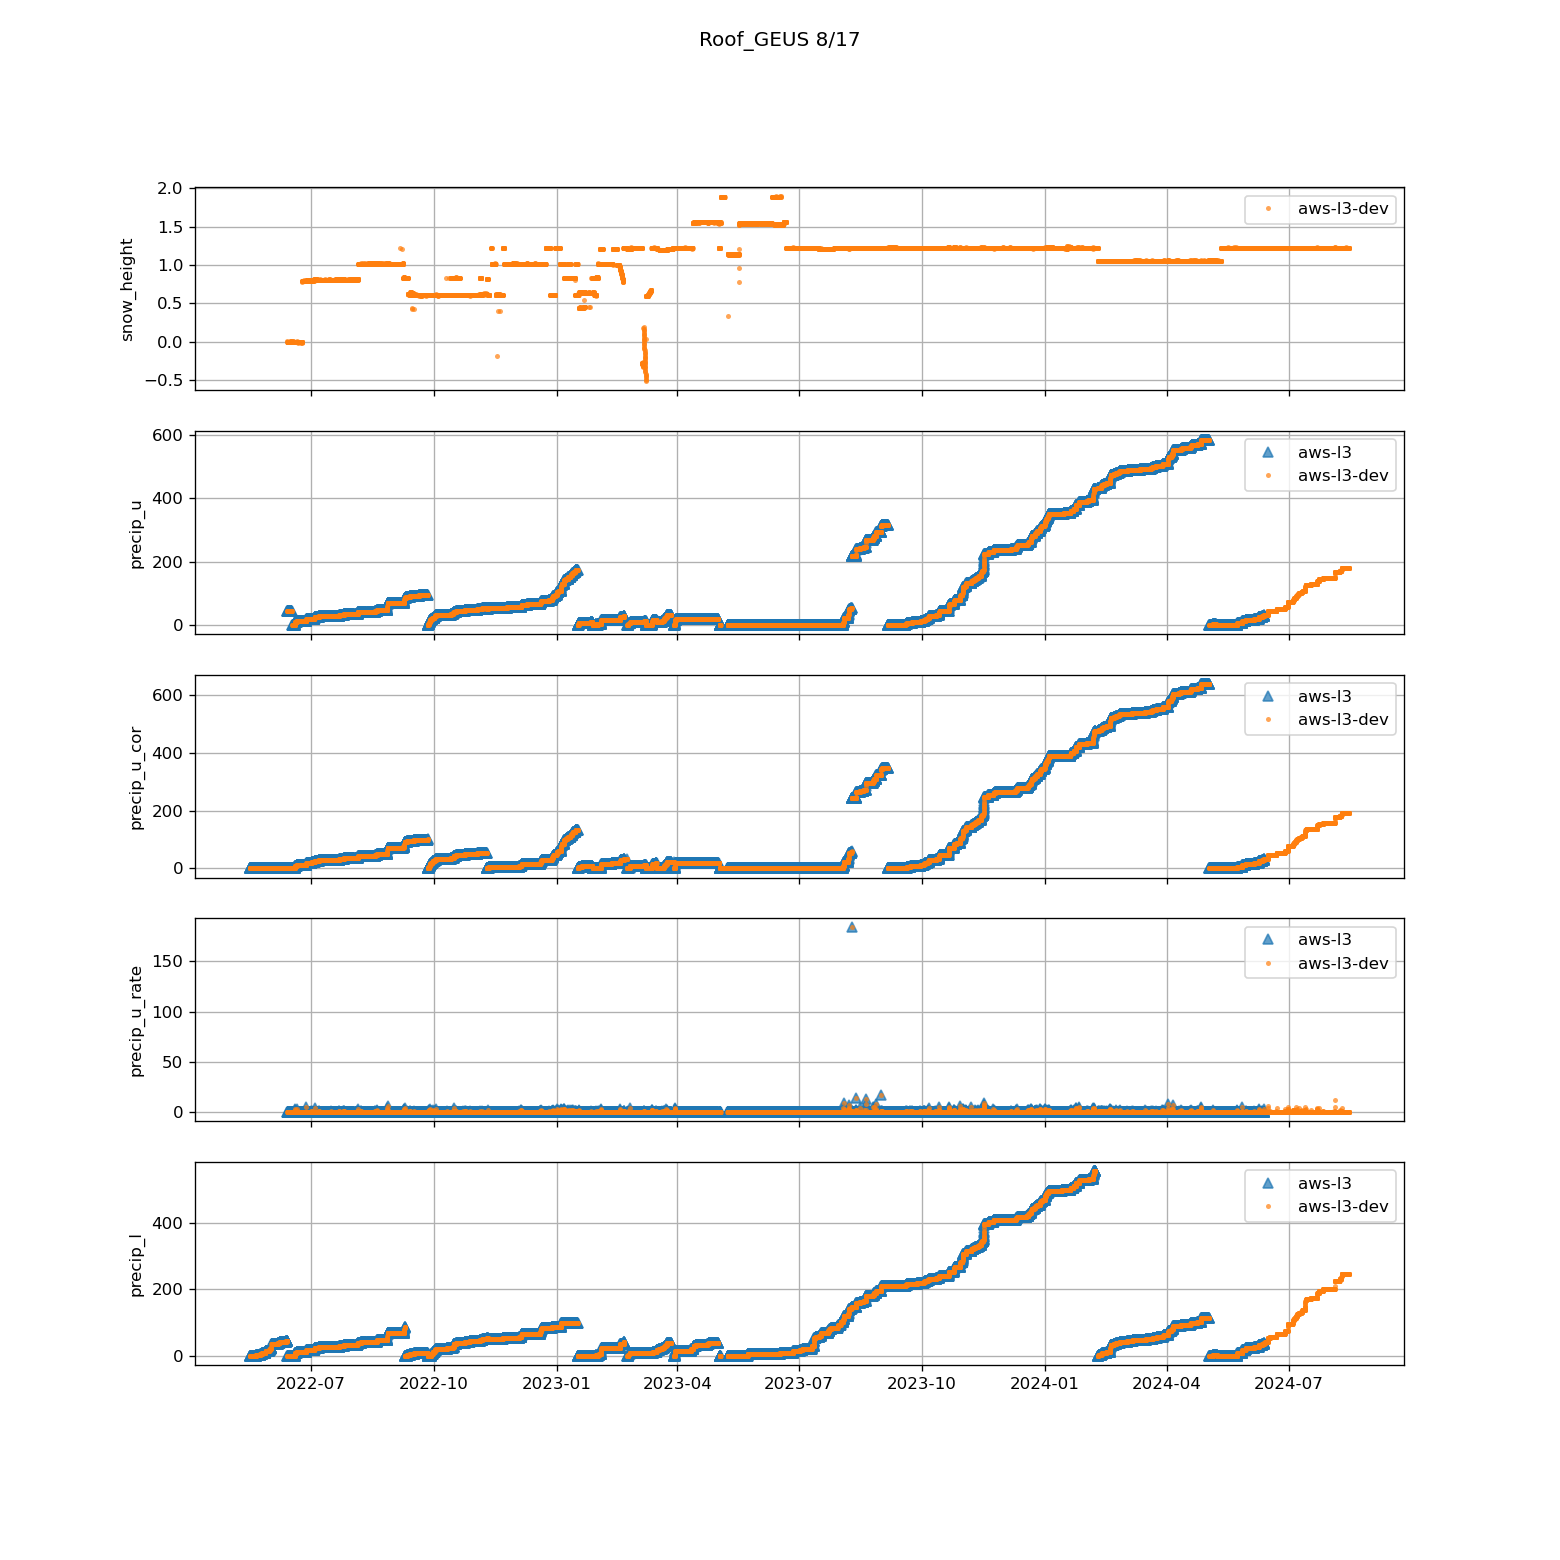 Roof_GEUS 8/17
snow_height
2.0
1.5
1.0
0.5
0.0
−0.5
aws-l3-dev
precip_u
600
400
200
0
aws-l3
aws-l3-dev
precip_u_cor
600
400
200
0
aws-l3
aws-l3-dev
precip_u_rate
150
100
50
0
aws-l3
aws-l3-dev
precip_l
400
200
0
aws-l3
aws-l3-dev
2022-07 2022-10 2023-01 2023-04 2023-07 2023-10 2024-01 2024-04 2024-07